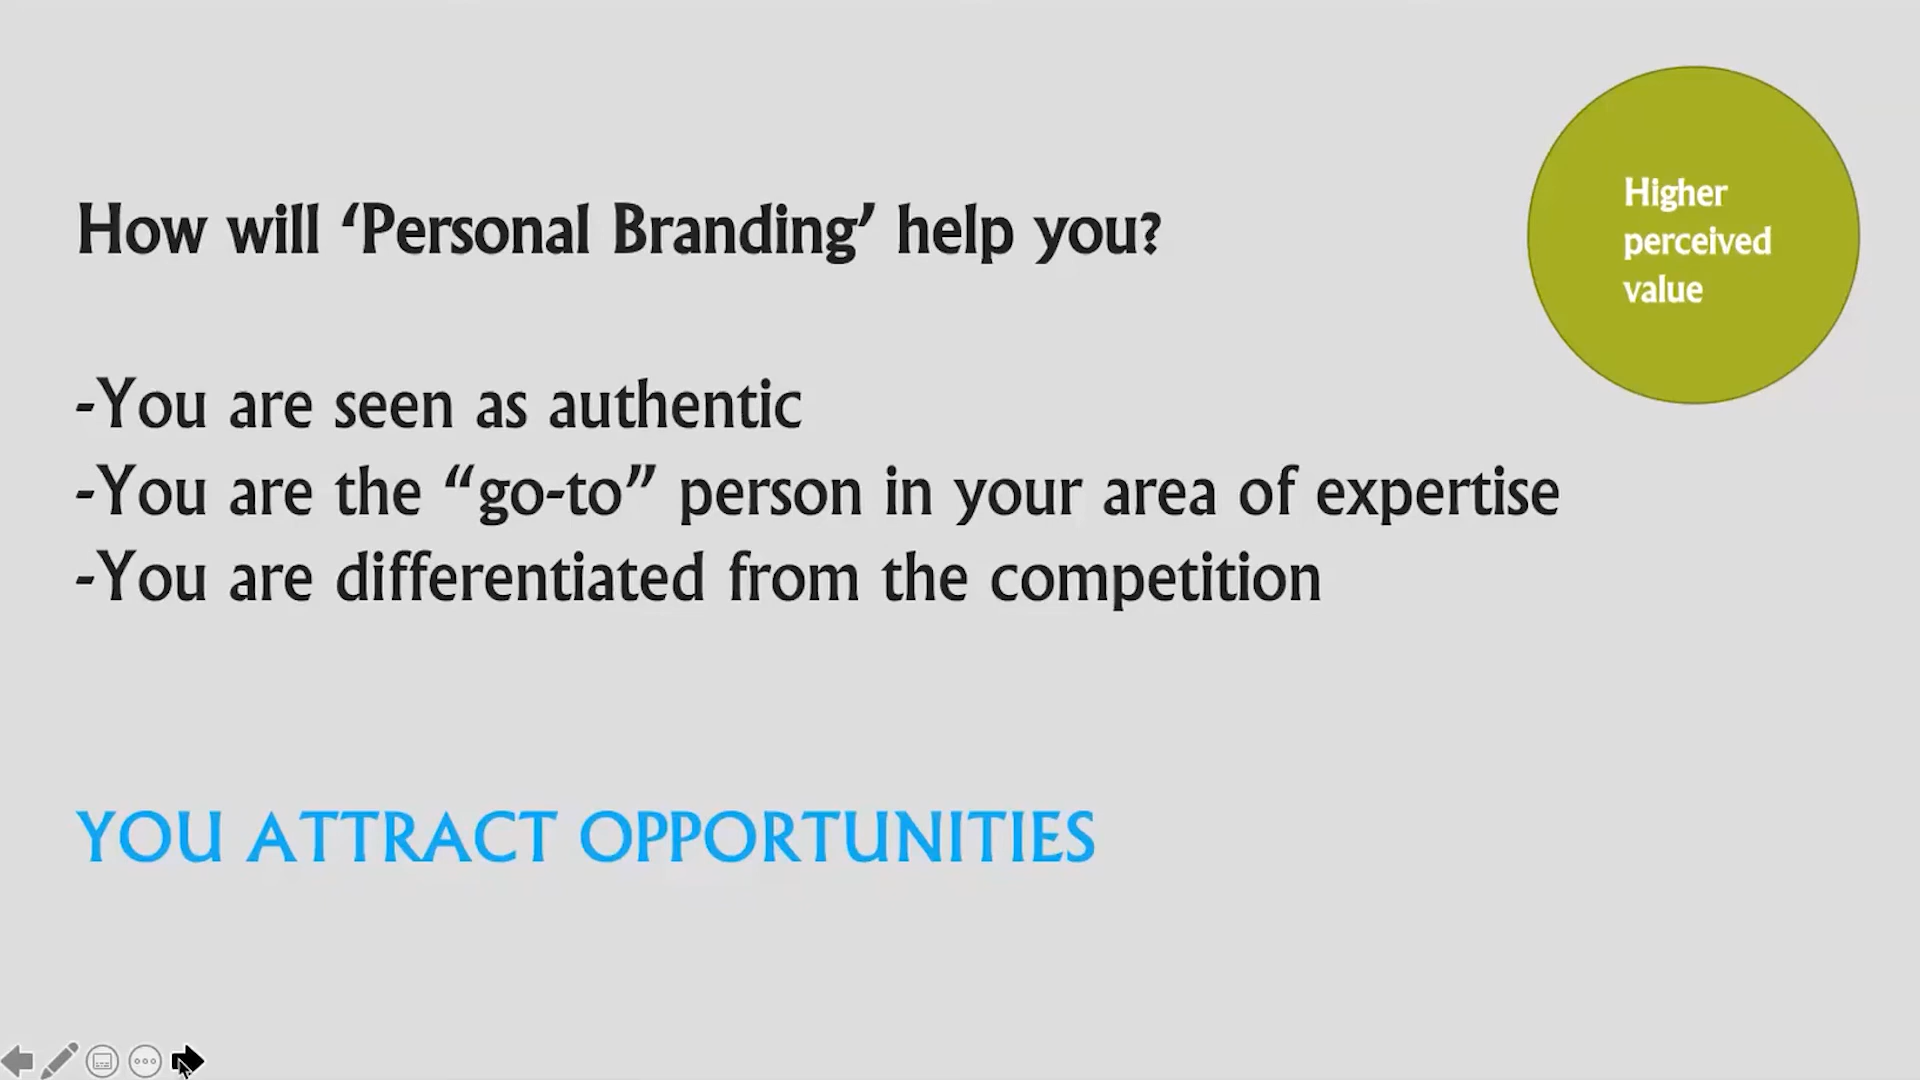 How will ‘Personal Branding’ help you?
Higher
perceived
value
-You are seen as authentic
-You are the “go-to” person in your area of expertise
-You are differentiated from the competition
YOU ATTRACT OPPORTUNITIES